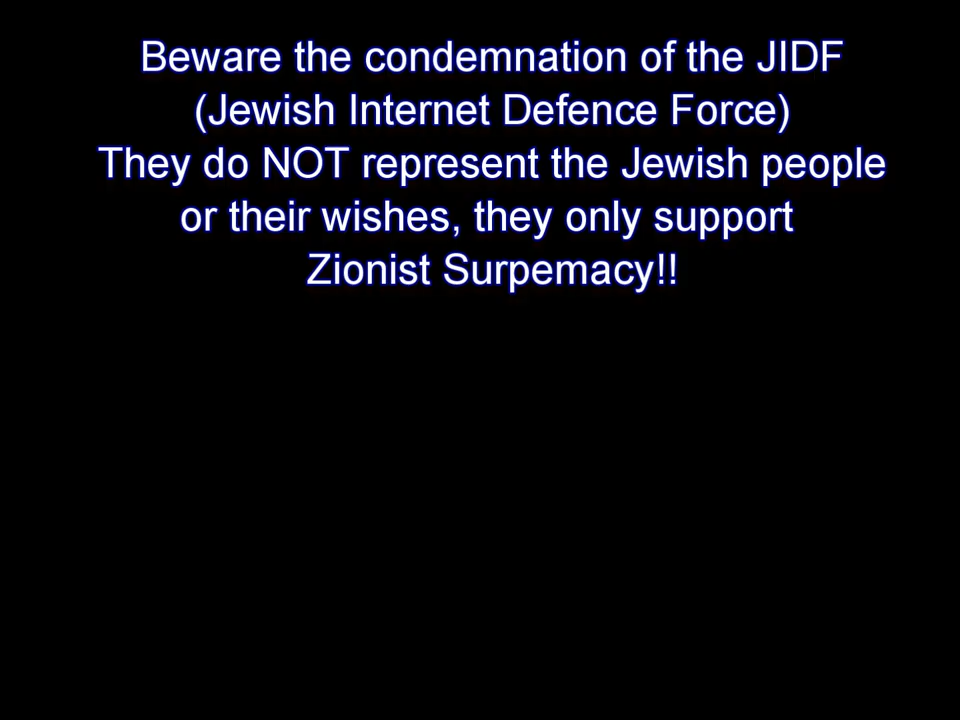 Beware the condemnation of the JIDF
(Jewish Internet Defence Force)
They do NOT represent the Jewish people
or their wishes, they only support
Zionist Surpemacy!!